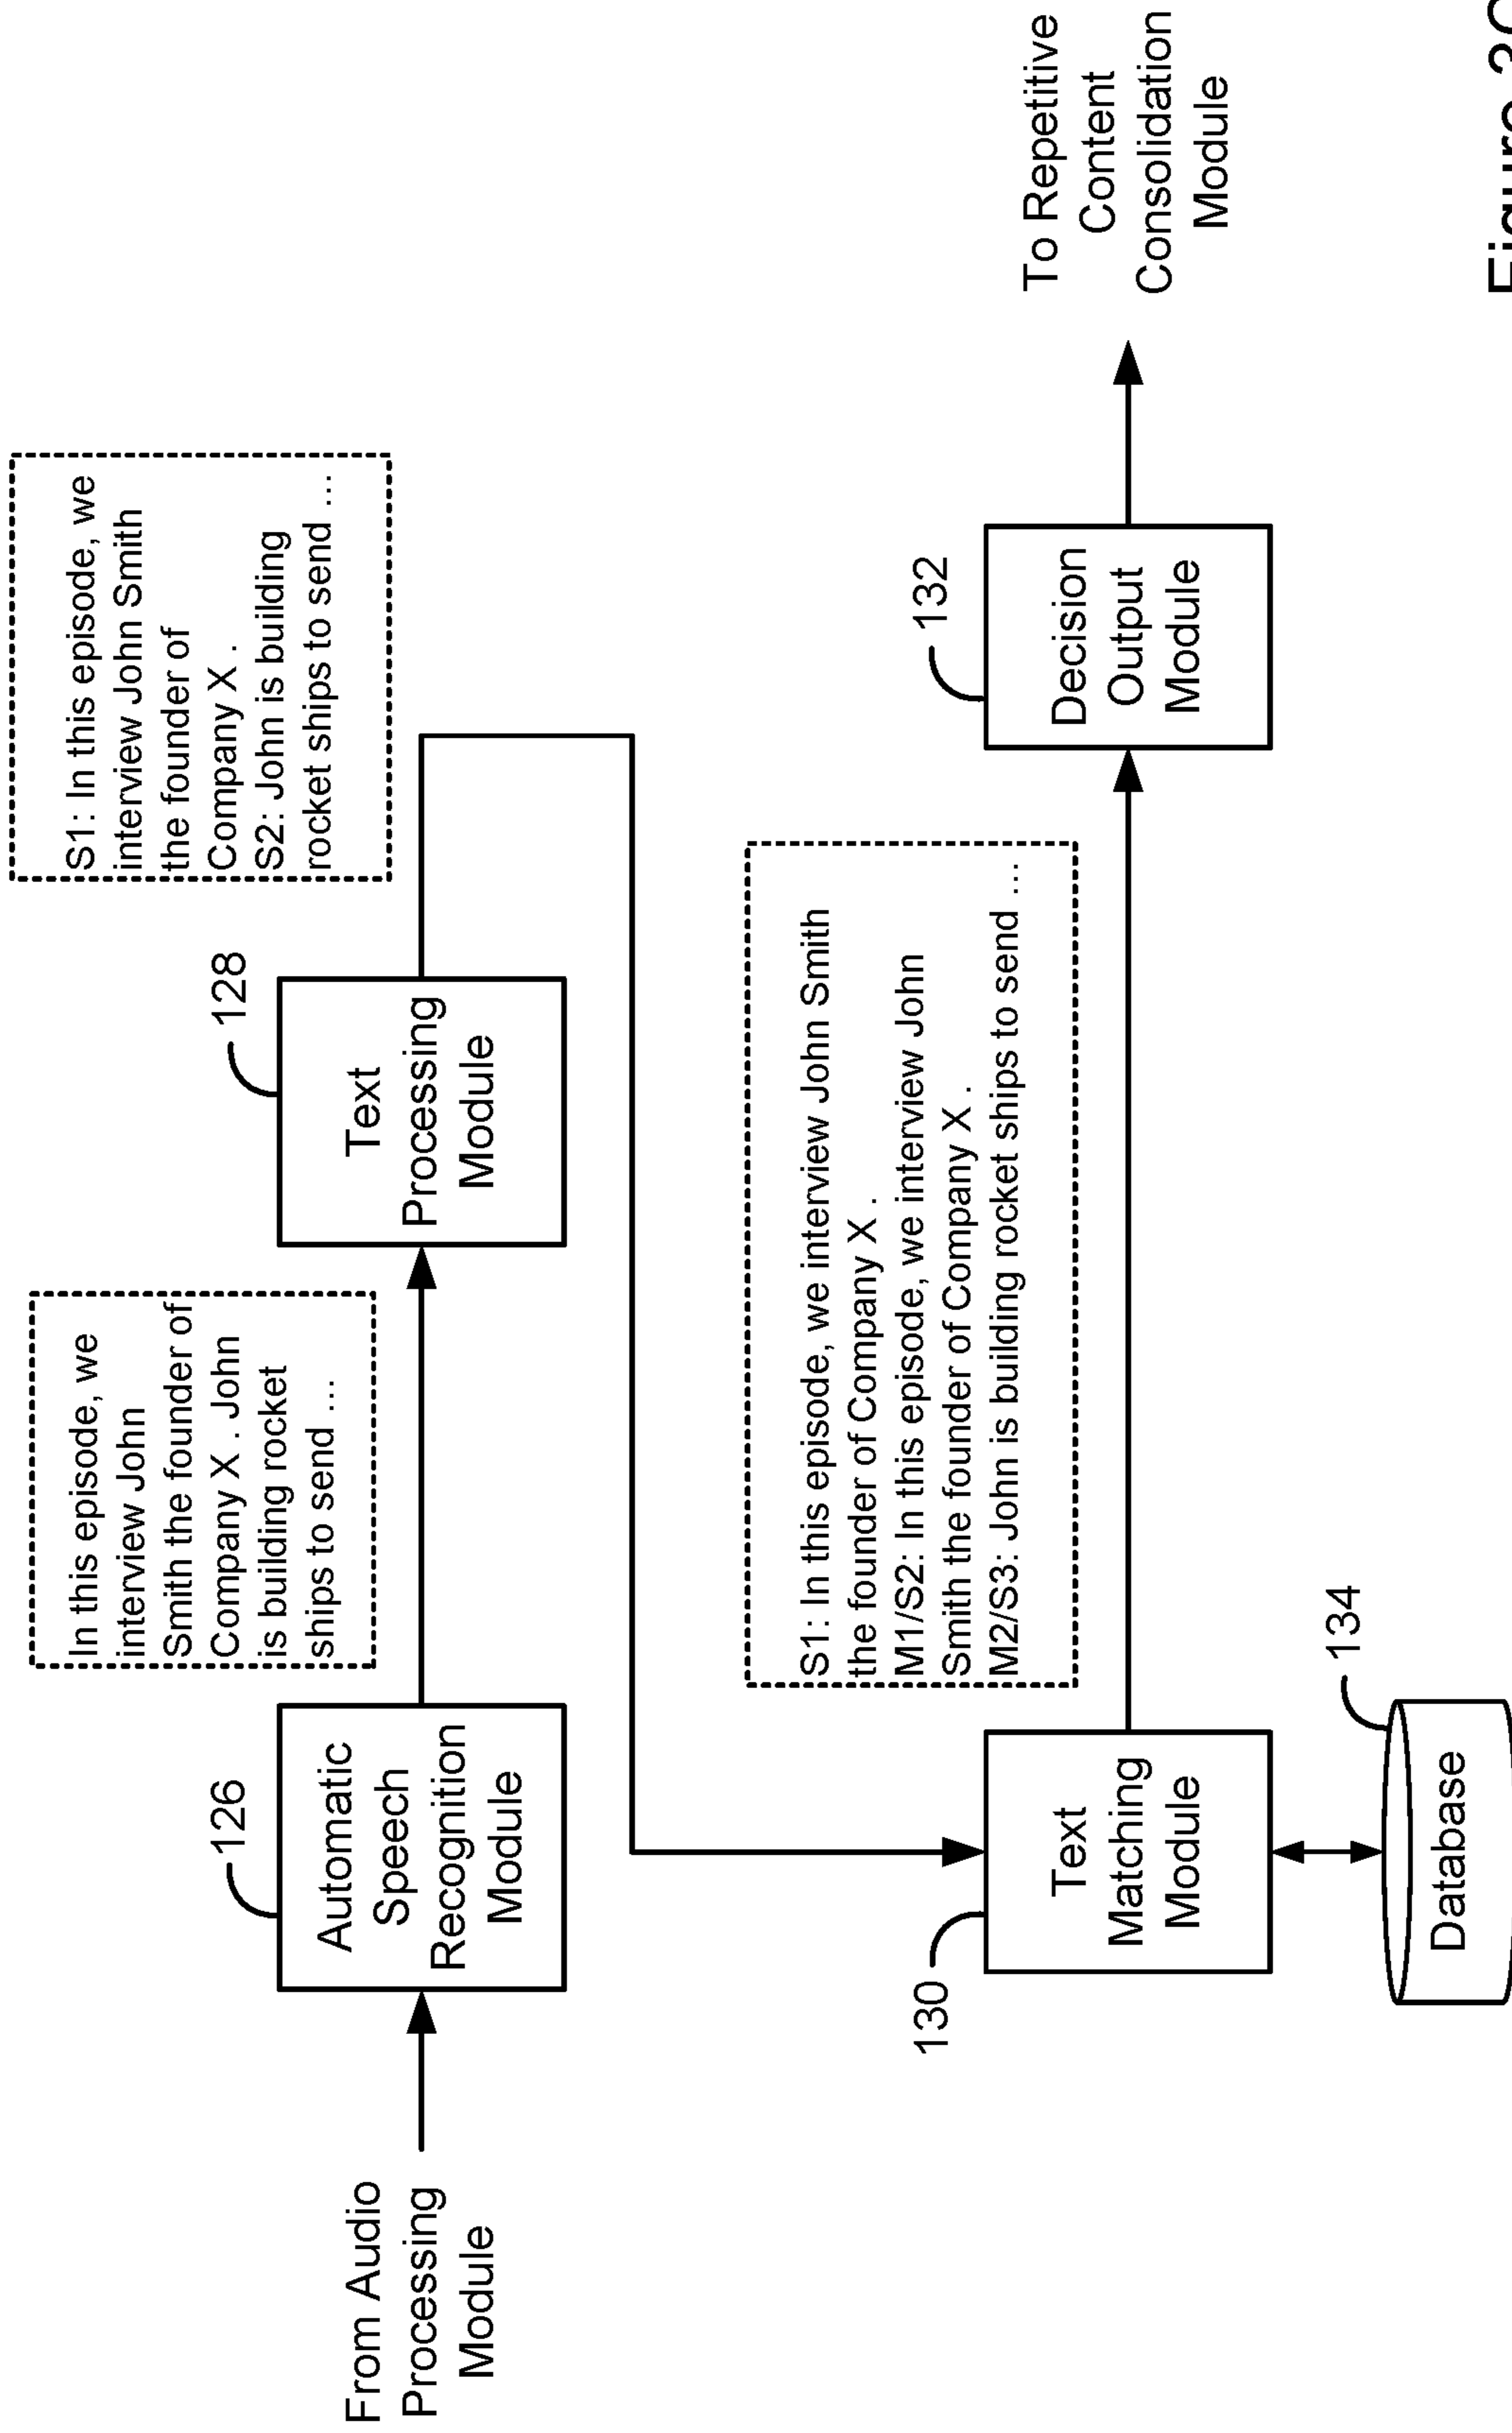 From Audio
Processing
Module
126
Automatic
Speech
Recognition
Module
In this episode, we
interview John
Smith the founder of
Company X . John
is building rocket
ships to send …
128
Text
Processing
Module
S1: In this episode, we
interview John Smith
the founder of
Company X .
S2: John is building
rocket ships to send …
130
Text
Matching
Module
134
Database
S1: In this episode, we interview John Smith
the founder of Company X .
M1/S2: In this episode, we interview John
Smith the founder of Company X .
M2/S3: John is building rocket ships to send …
132
Decision
Output
Module
To Repetitive
Content
Consolidation
Module
Figure 3C